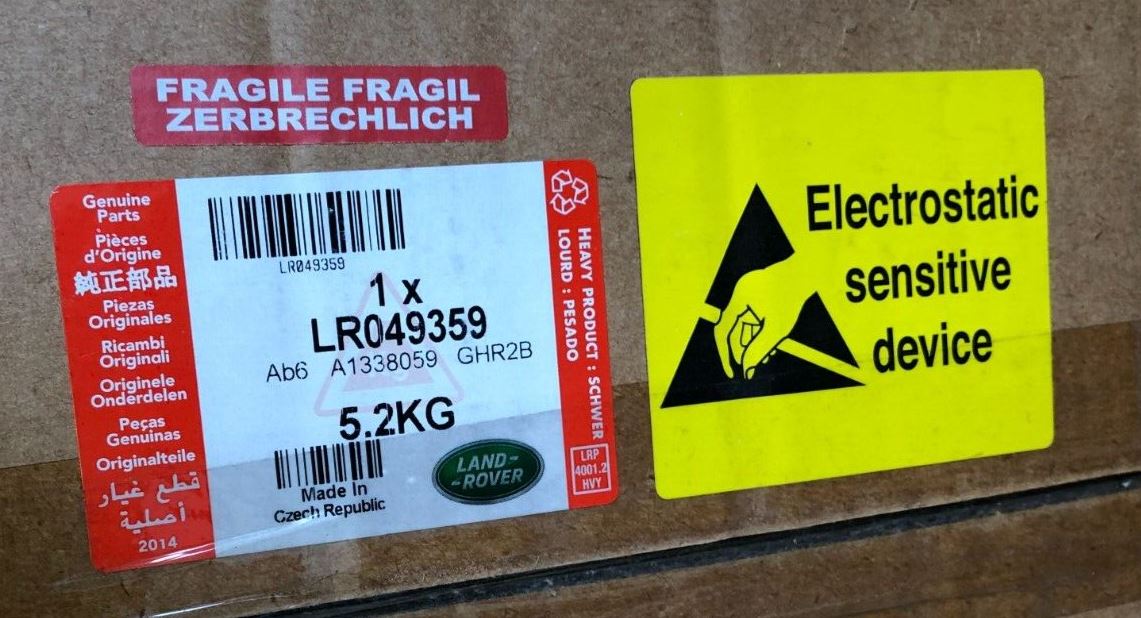 FRAGILE FRAGIL
ZERBRECHLICH
Genuine
Parts
Pièces
d'Origine
純正部品
Piezas
Originales
Ricambi
Originali
Originele
Onderdelen
Peças
Genuinas
Originalteile
قطع غيار
أصلية
2014
LR049359
1 x
LR049359
Ab6 A1338059 GHR2B
5.2KG
Made In
Czech Republic
LAND-
-ROVER
HEAVY PRODUCT : SCHWER
LOURD : PESADO
LRP
4001.2
HVY
Electrostatic
sensitive
device